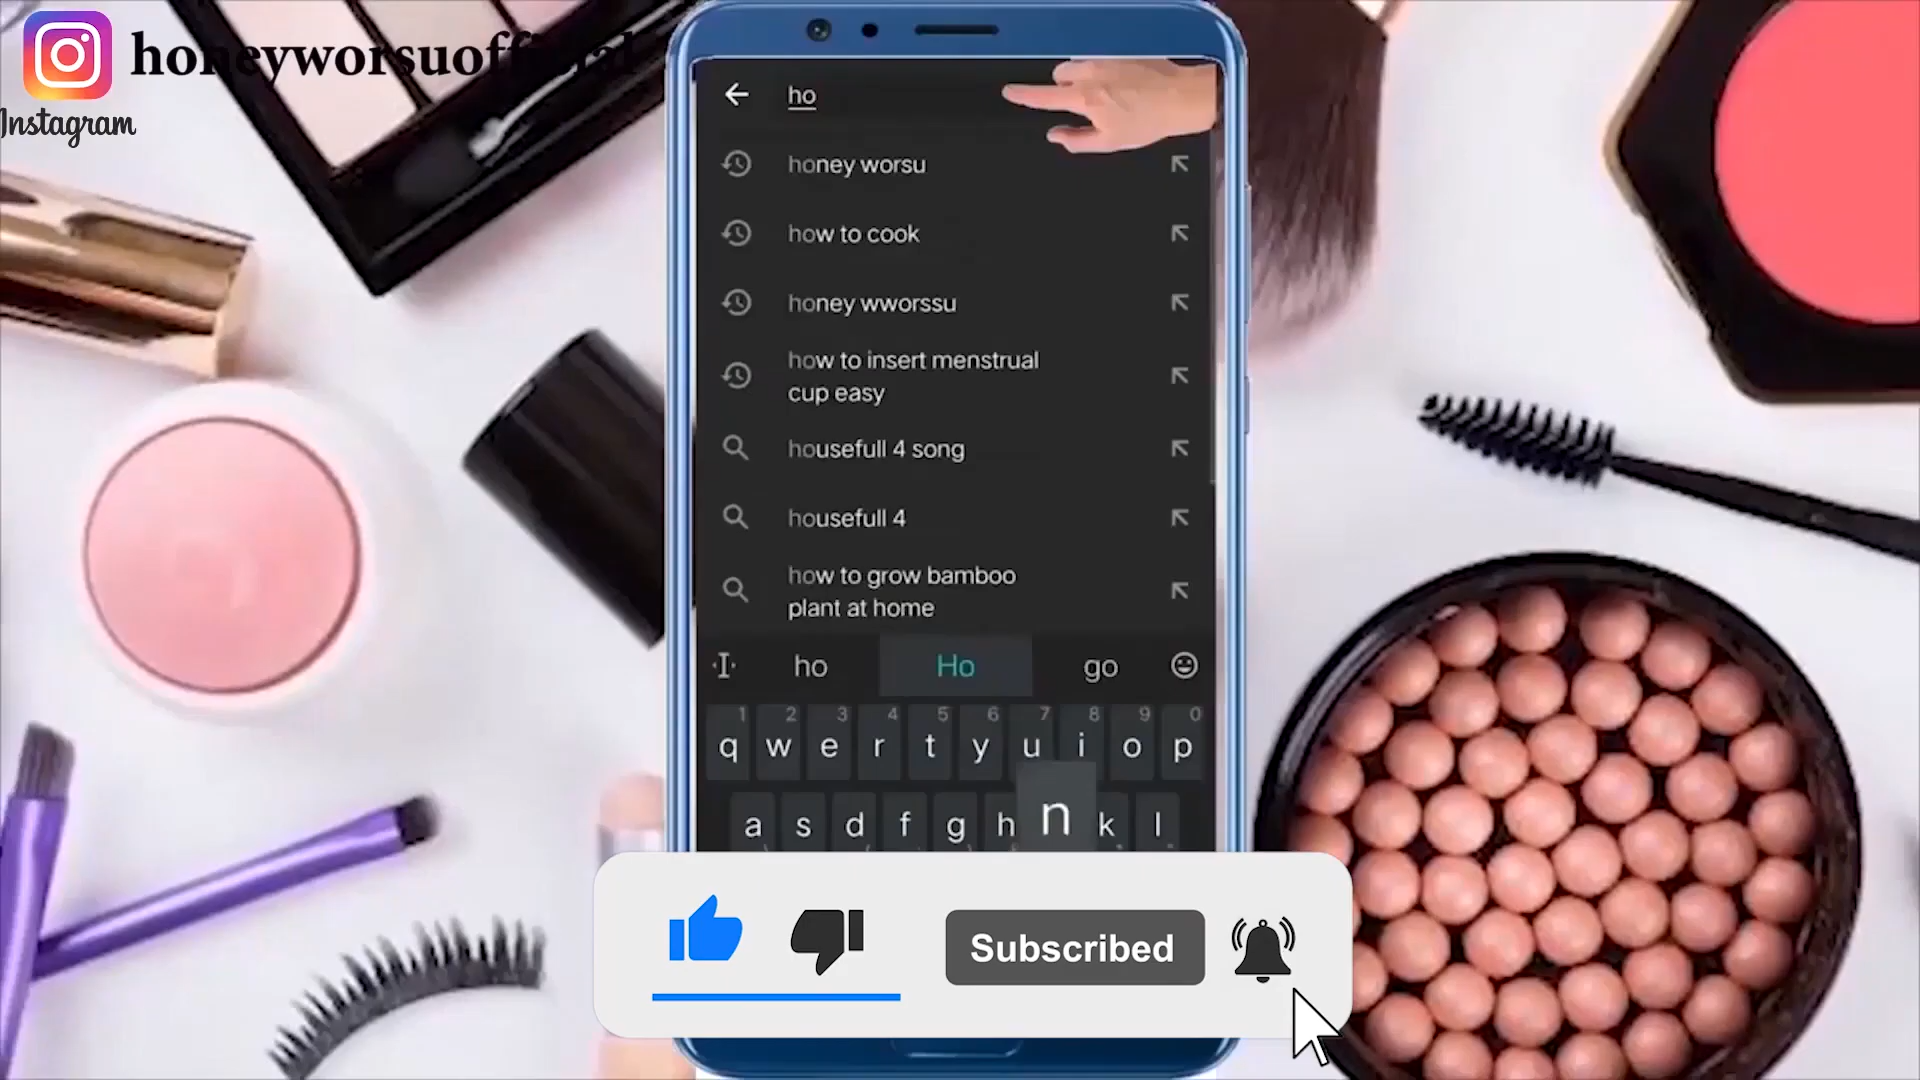 honeyworsuofficial
Instagram
ho
honey worsu
how to cook
honey wworssu
how to insert menstrual
cup easy
housefull 4 song
housefull 4
how to grow bamboo
plant at home
ho Ho go
1 2 3 4 5 6 7 8 9 0
q w e r t y u i o p
a s d f g h n k l
Subscribed